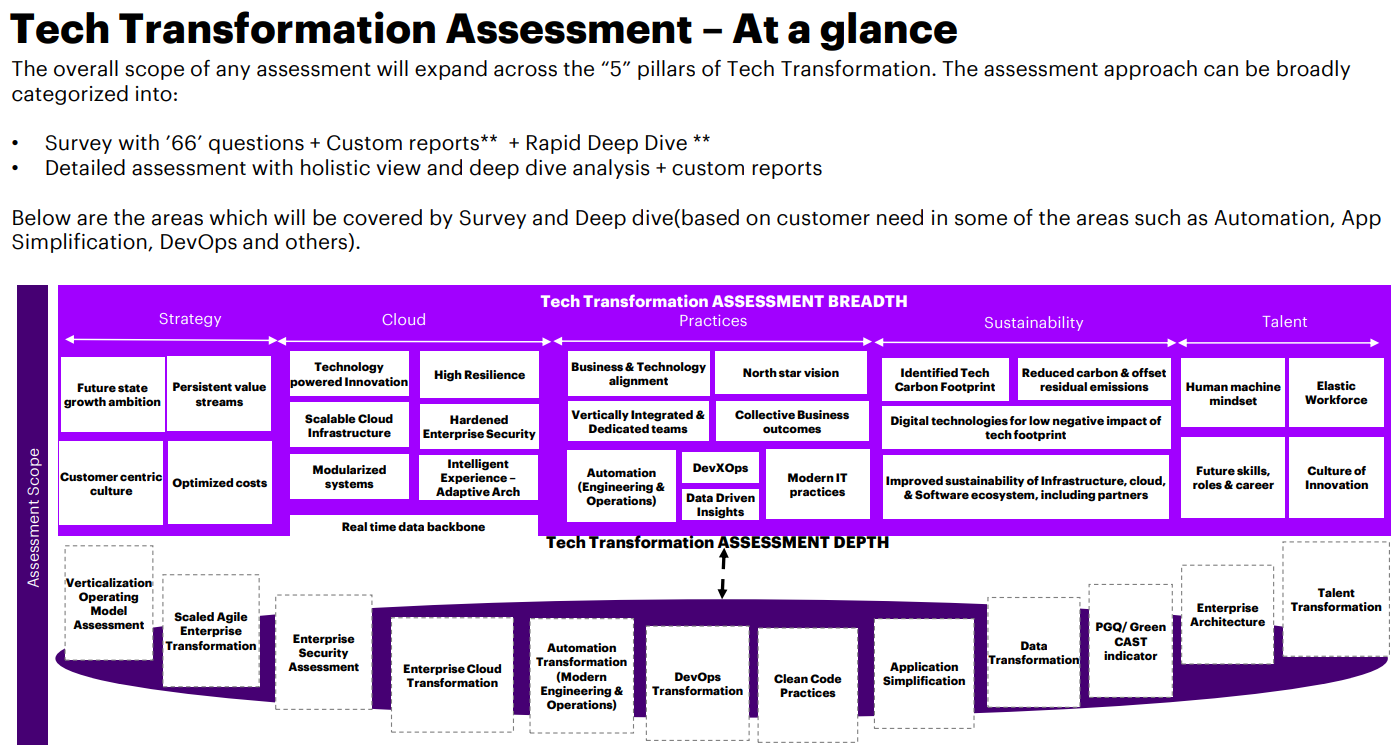 Tech Transformation Assessment – At a glance
The overall scope of any assessment will expand across the “5” pillars of Tech Transformation. The assessment approach can be broadly
categorized into:
• Survey with ’66’ questions + Custom reports** + Rapid Deep Dive **
• Detailed assessment with holistic view and deep dive analysis + custom reports
Below are the areas which will be covered by Survey and Deep dive(based on customer need in some of the areas such as Automation, App
Simplification, DevOps and others).
Assessment Scope
Tech Transformation ASSESSMENT BREADTH
Strategy
Future state
growth ambition
Persistent value
streams
Customer centric
culture
Optimized costs
Cloud
Technology
powered Innovation
High Resilience
Scalable Cloud
Infrastructure
Hardened
Enterprise Security
Modularized
systems
Intelligent
Experience –
Adaptive Arch
Real time data backbone
Practices
Business & Technology
alignment
North star vision
Vertically Integrated &
Dedicated teams
Collective Business
outcomes
Automation
(Engineering &
Operations)
DevXOps
Data Driven
Insights
Modern IT
practices
Sustainability
Identified Tech
Carbon Footprint
Reduced carbon & offset
residual emissions
Digital technologies for low negative impact of
tech footprint
Improved sustainability of Infrastructure, cloud,
& Software ecosystem, including partners
Talent
Human machine
mindset
Elastic
Workforce
Future skills,
roles & career
Culture of
Innovation
Tech Transformation ASSESSMENT DEPTH
Verticalization
Operating
Model
Assessment
Scaled Agile
Enterprise
Transformation
Enterprise
Security
Assessment
Enterprise Cloud
Transformation
Automation
Transformation
(Modern
Engineering &
Operations)
DevOps
Transformation
Clean Code
Practices
Application
Simplification
Data
Transformation
PGQ/ Green
CAST
indicator
Enterprise
Architecture
Talent
Transformation